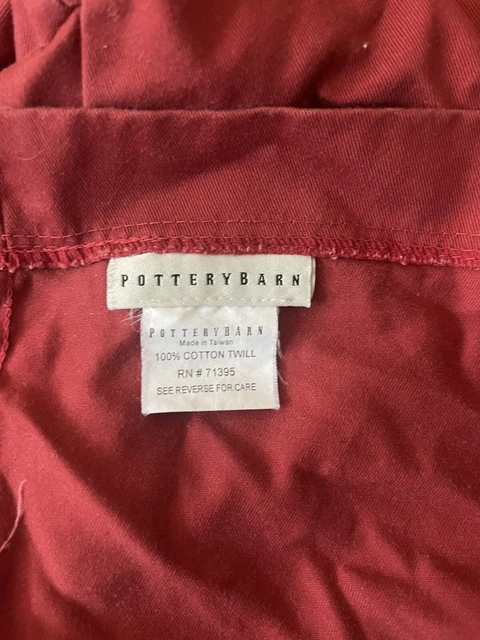 POTTERYBARN
POTTERYBARN
Made in Taiwan
100% COTTON TWILL
RN # 71395
SEE REVERSE FOR CARE